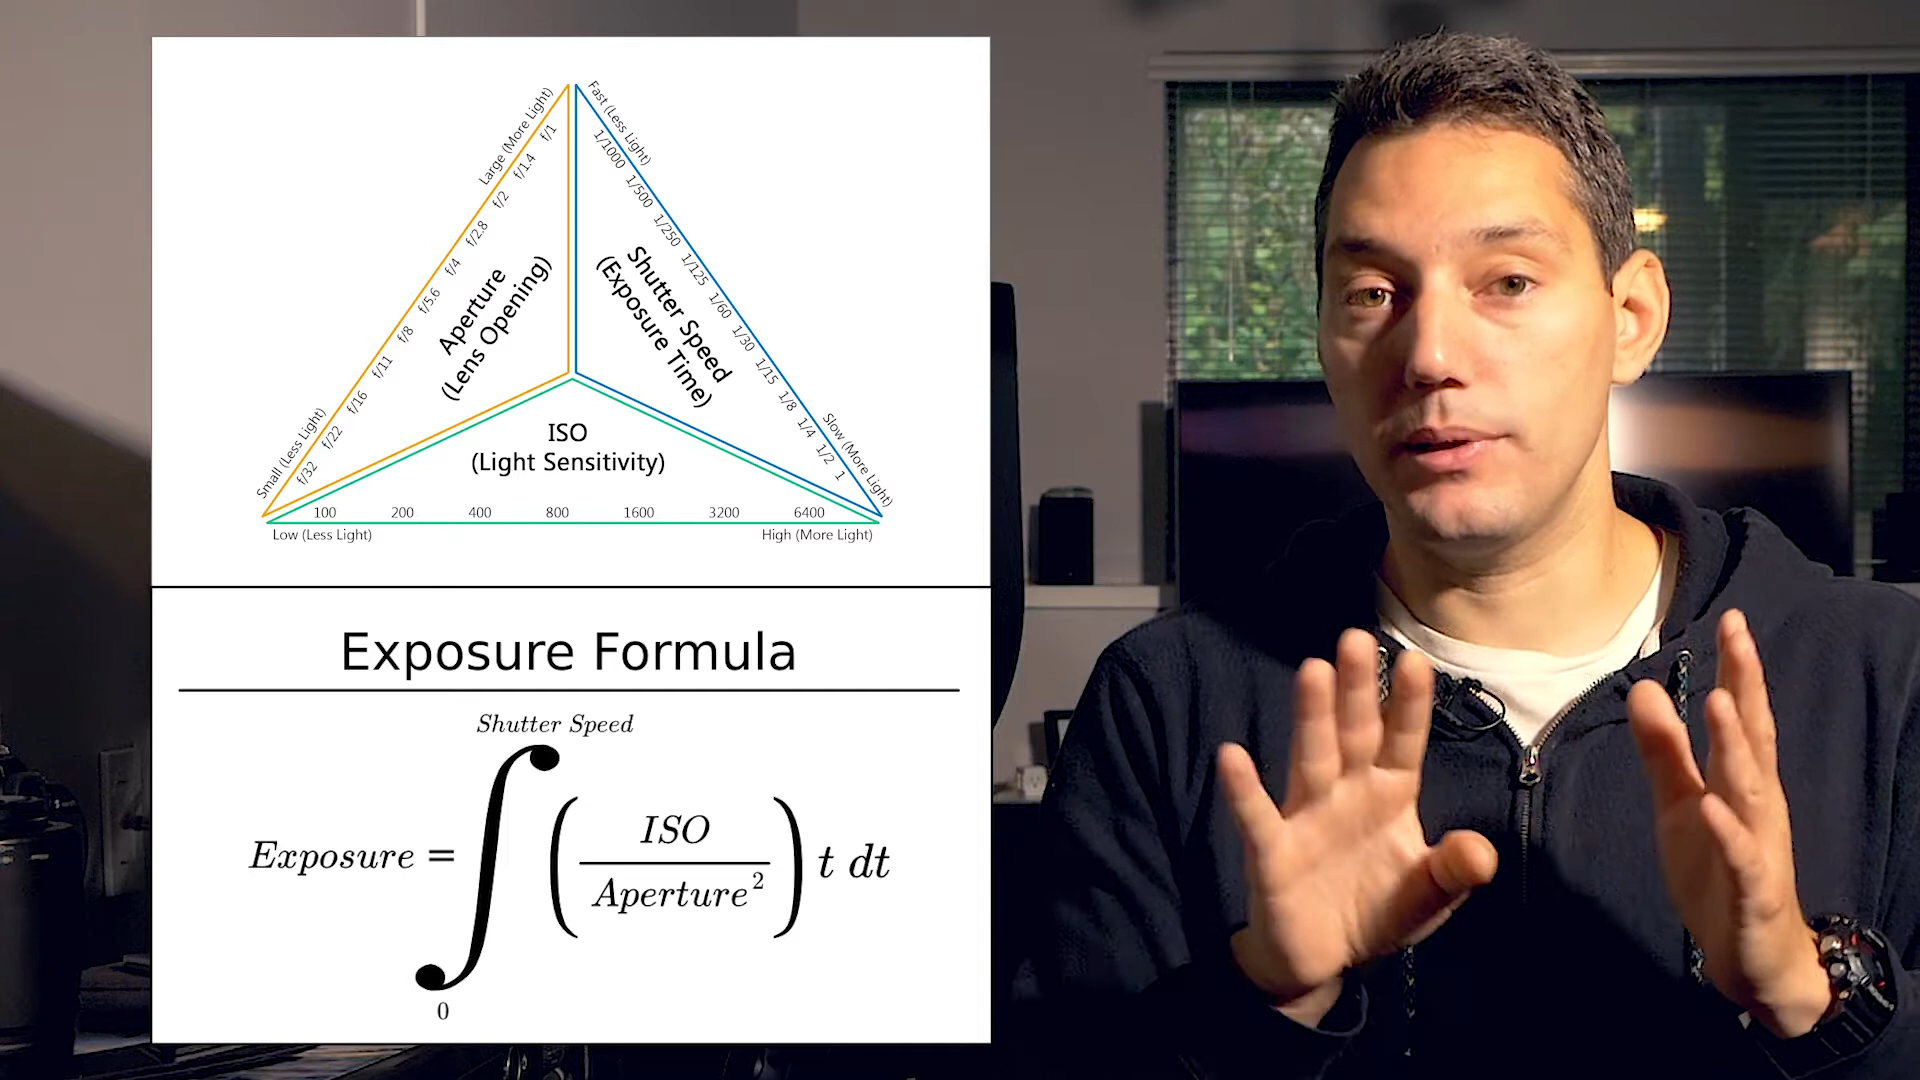 Large (More Light)
f/1
f/1.4
f/2
f/2.8
f/4
f/5.6
f/8
f/11
f/16
f/22
f/32
Small (Less Light)
Aperture
(Lens Opening)
Fast (Less Light)
1/1000
1/500
1/250
1/125
1/60
1/30
1/15
1/8
1/4
1/2
1
Slow (More Light)
Shutter Speed
(Exposure Time)
ISO
(Light Sensitivity)
100 200 400 800 1600 3200 6400
Low (Less Light) High (More Light)
Exposure Formula
Shutter Speed
Exposure = ∫ ( ISO / Aperture² ) t dt
0